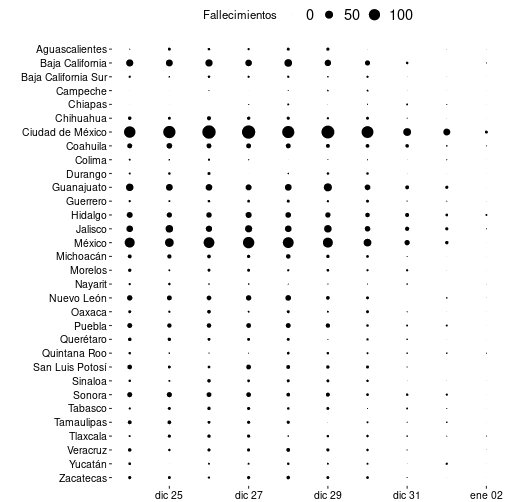 Fallecimientos 0 50 100
Aguascalientes
Baja California
Baja California Sur
Campeche
Chiapas
Chihuahua
Ciudad de México
Coahuila
Colima
Durango
Guanajuato
Guerrero
Hidalgo
Jalisco
México
Michoacán
Morelos
Nayarit
Nuevo León
Oaxaca
Puebla
Querétaro
Quintana Roo
San Luis Potosí
Sinaloa
Sonora
Tabasco
Tamaulipas
Tlaxcala
Veracruz
Yucatán
Zacatecas
dic 25 dic 27 dic 29 dic 31 ene 02